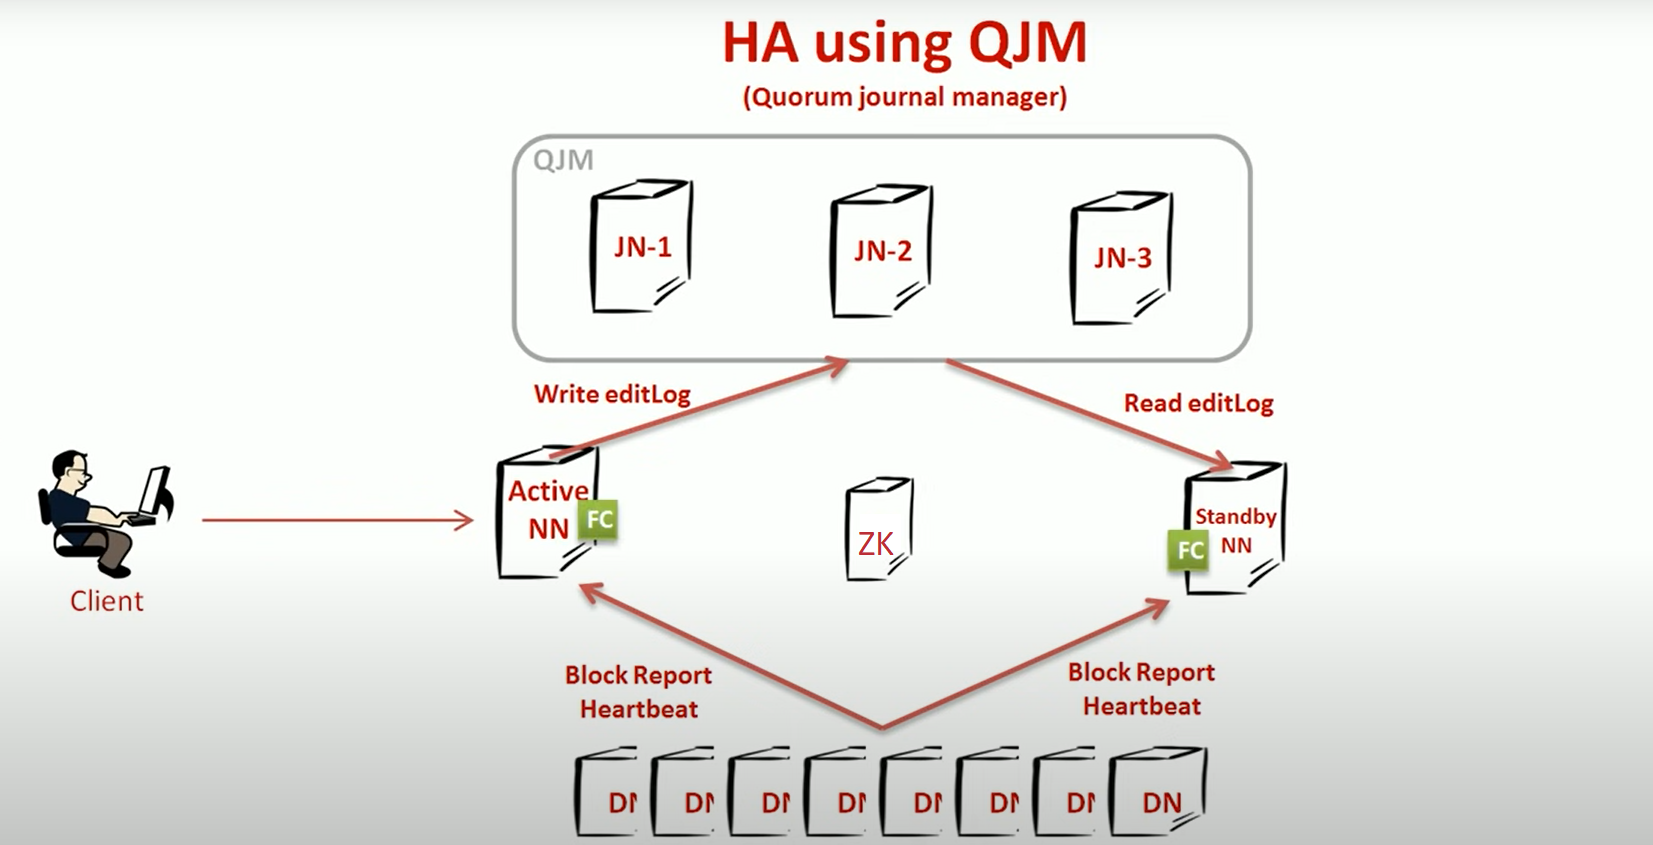 HA using QJM
(Quorum journal manager)
QJM
JN-1
JN-2
JN-3
Write editLog
Read editLog
Active
NN
FC
ZK
Standby
NN
FC
Client
Block Report
Heartbeat
Block Report
Heartbeat
DN